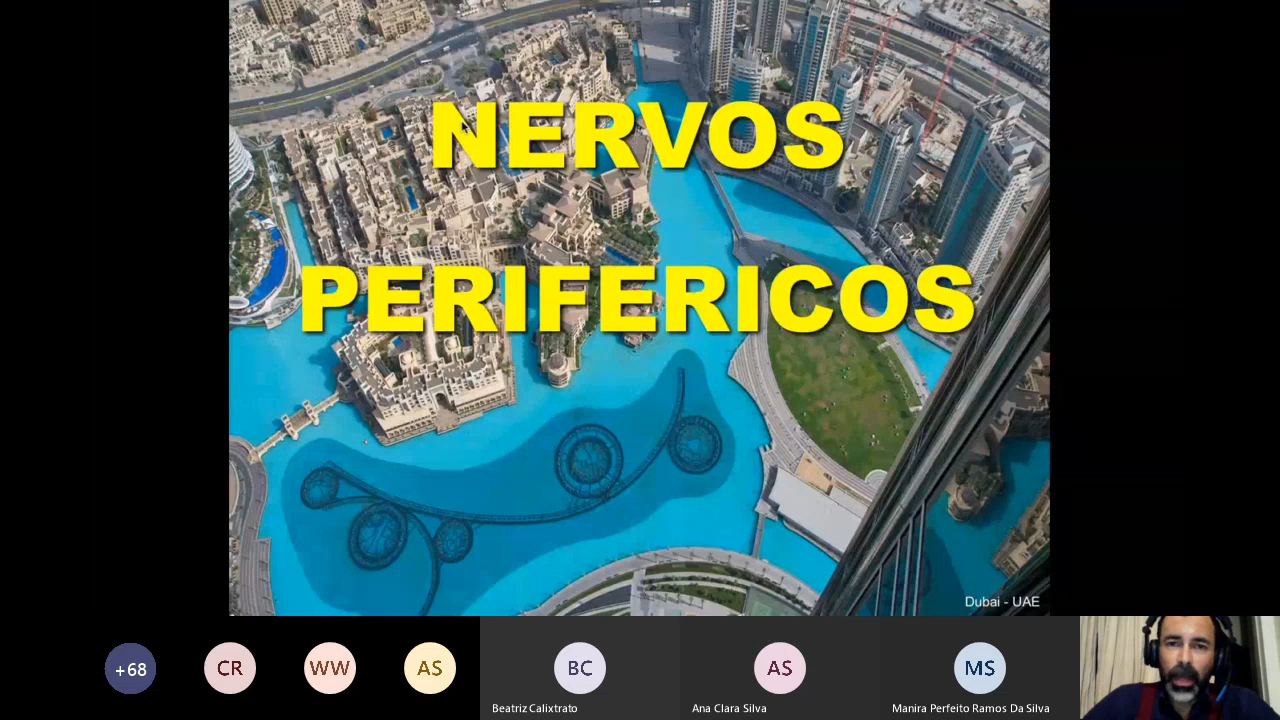 NERVOS
PERIFERICOS
Dubai - UAE
+68
CR
WW
AS
BC
AS
MS
Beatriz Calixtrato
Ana Clara Silva
Manira Perfeito Ramos Da Silva